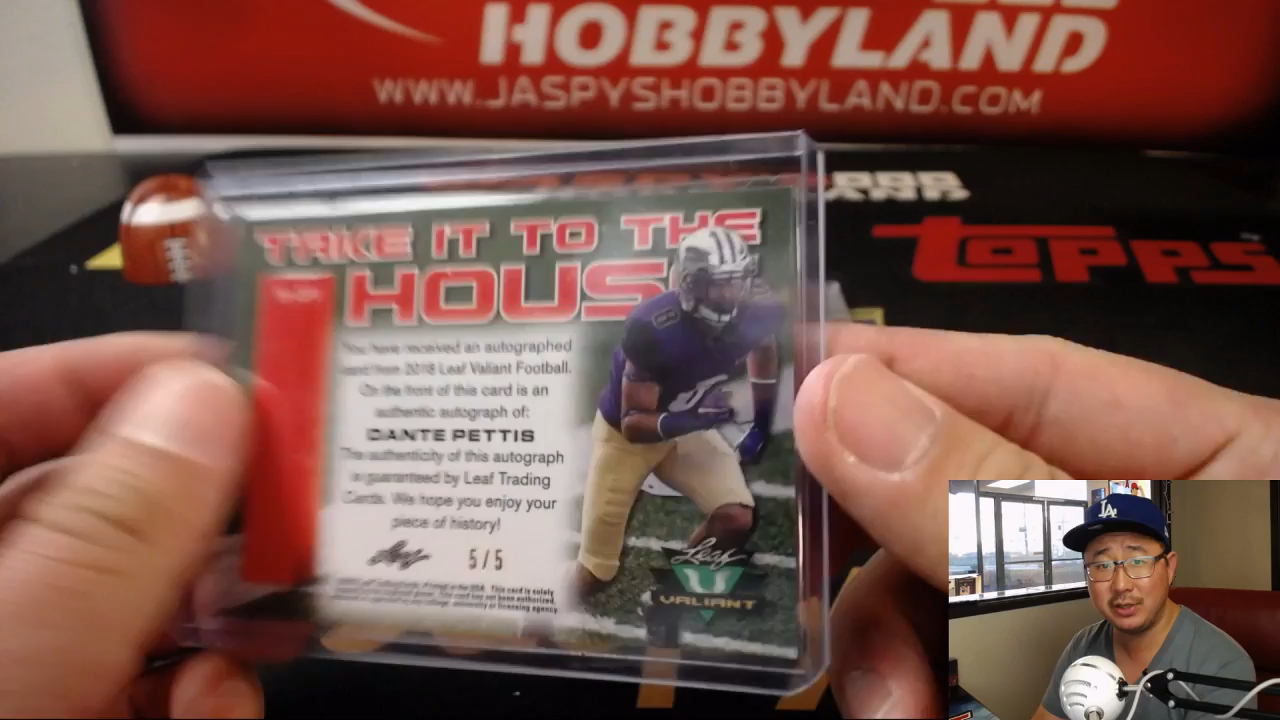 HOBBYLAND
WWW.JASPYSHOBBYLAND.COM
TOPPS
TAKE IT TO THE
HOUSE
You have received an autographed
card from 2018 Leaf Valiant Football.
On the front of this card is an
authentic autograph of:
DANTE PETTIS
The authenticity of this autograph
is guaranteed by Leaf Trading
Cards. We hope you enjoy your
piece of history!
Leaf
5/5
Leaf
VALIANT
LA